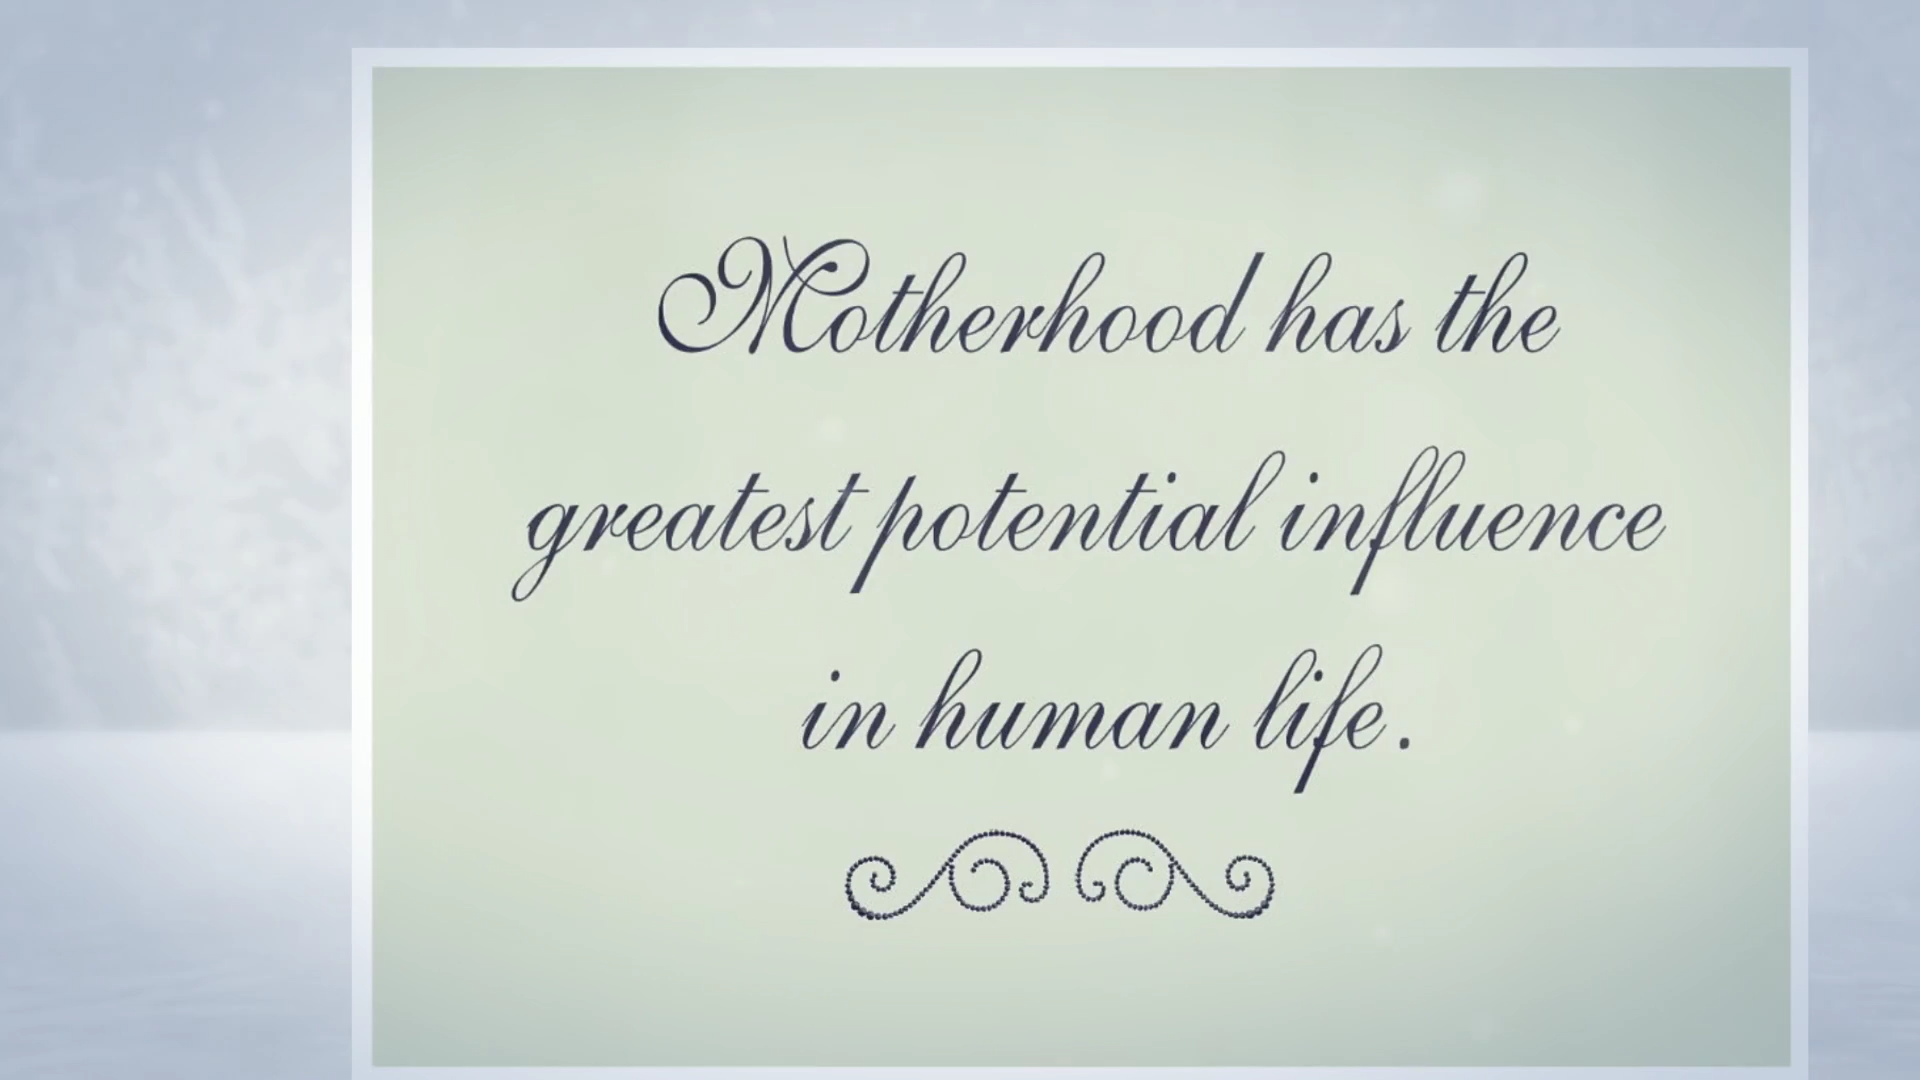 Motherhood has the
greatest potential influence
in human life.